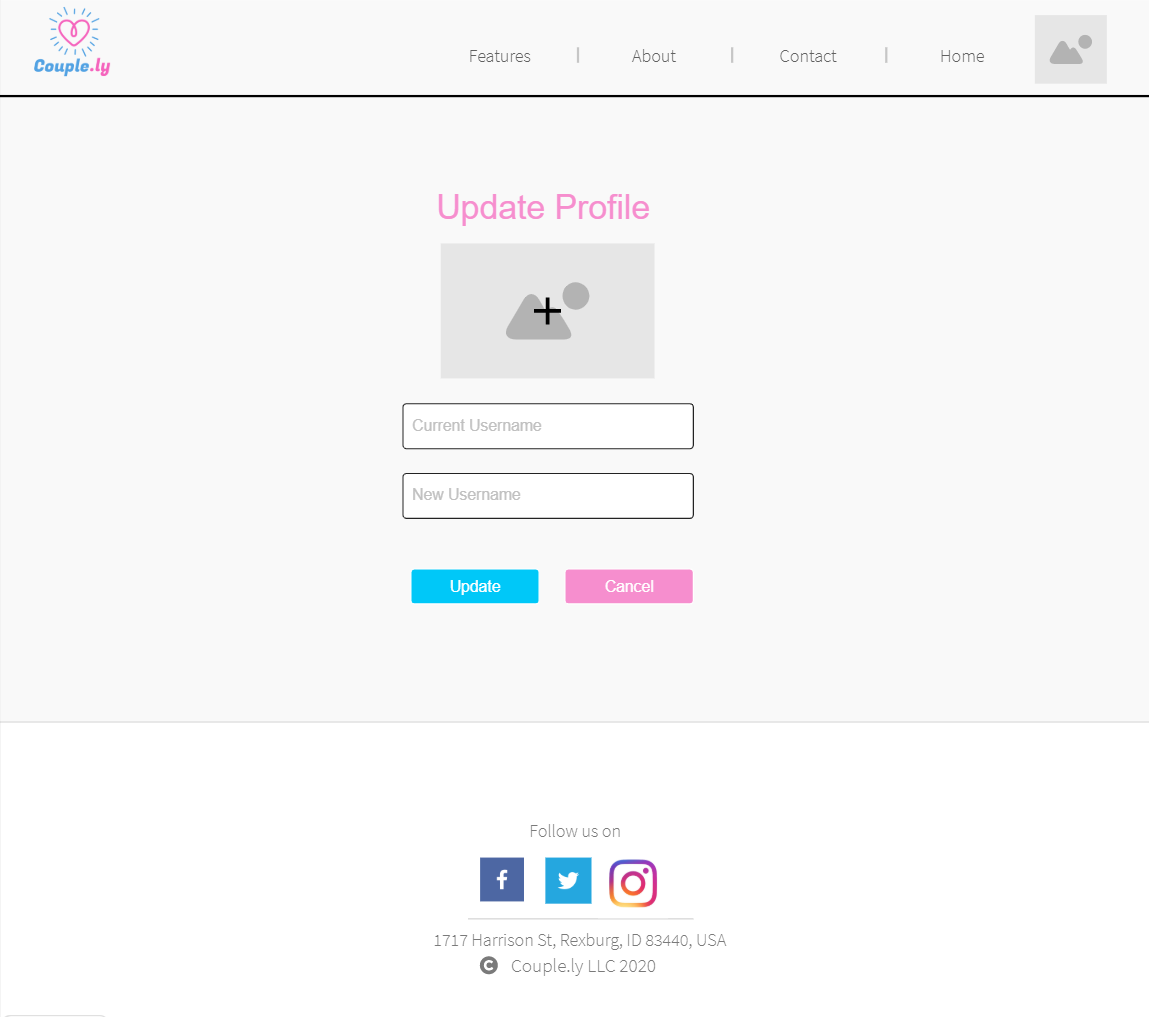 Couple.ly
Features | About | Contact | Home
Update Profile
Current Username
New Username
Update Cancel
Follow us on
1717 Harrison St, Rexburg, ID 83440, USA
© Couple.ly LLC 2020